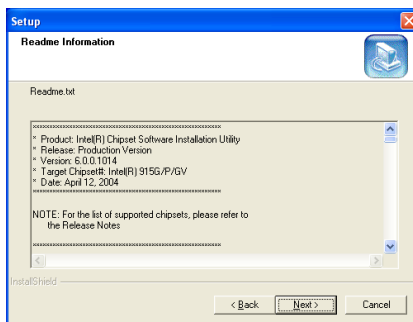 Setup
Readme Information
Readme.txt
********************************************************
* Product: Intel(R) Chipset Software Installation Utility
* Release: Production Version
* Version: 6.0.0.1014
* Target Chipset#: Intel(R) 915G/P/GV
* Date: April 12, 2004
********************************************************
NOTE: For the list of supported chipsets, please refer to
the Release Notes
********************************************************
InstallShield
< Back
Next >
Cancel